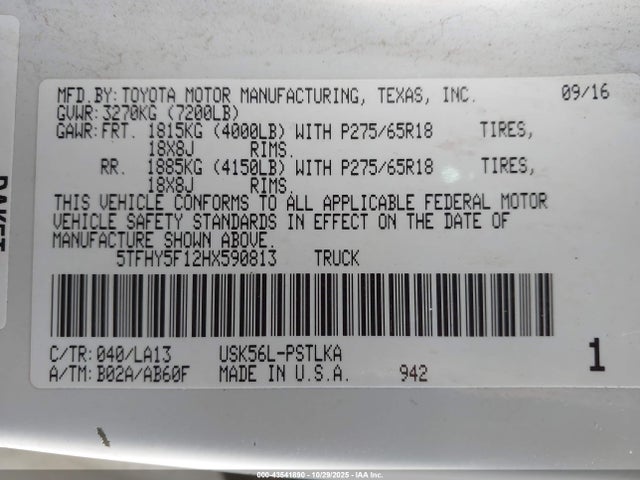 MFD.BY:TOYOTA MOTOR MANUFACTURING, TEXAS, INC. 09/16
GVWR:3270KG (7200LB)
GAWR:FRT. 1815KG (4000LB) WITH P275/65R18 TIRES,
18X8J RIMS.
RR. 1885KG (4150LB) WITH P275/65R18 TIRES,
18X8J RIMS.
THIS VEHICLE CONFORMS TO ALL APPLICABLE FEDERAL MOTOR
VEHICLE SAFETY STANDARDS IN EFFECT ON THE DATE OF
MANUFACTURE SHOWN ABOVE.
5TFHY5F12HX590813 TRUCK
C/TR:040/LA13 USK56L-PSTLKA
A/TM:B02A/AB60F MADE IN U.S.A. 942 1
000-43541890 - 10/29/2025 - IAA Inc.